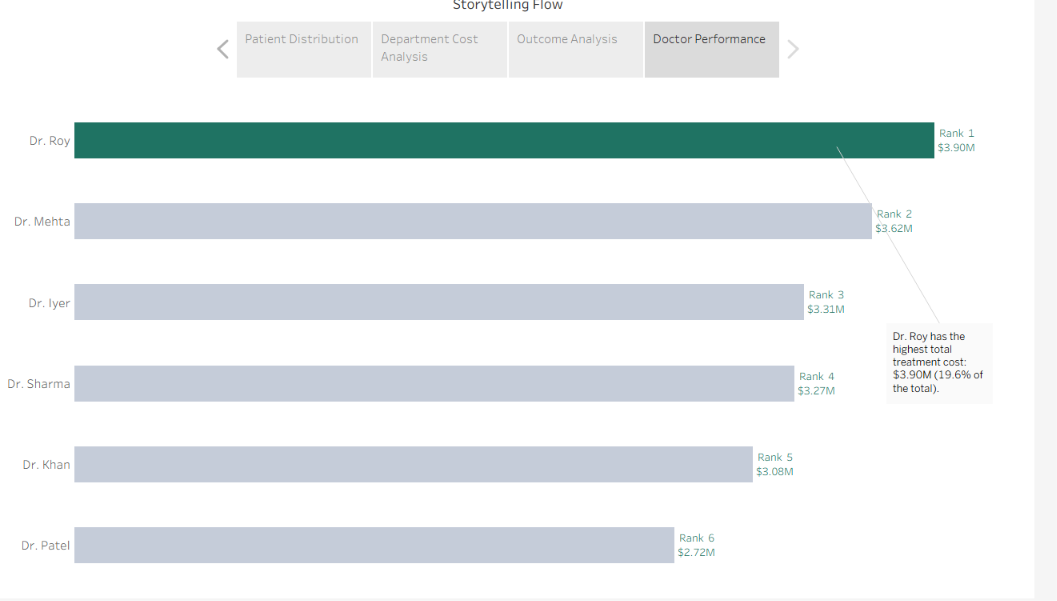 Storytelling Flow
Patient Distribution
Department Cost
Analysis
Outcome Analysis
Doctor Performance
Dr. Roy
Rank 1
$3.90M
Dr. Mehta
Rank 2
$3.62M
Dr. Iyer
Rank 3
$3.31M
Dr. Roy has the
highest total
treatment cost:
$3.90M (19.6% of
the total).
Dr. Sharma
Rank 4
$3.27M
Dr. Khan
Rank 5
$3.08M
Dr. Patel
Rank 6
$2.72M